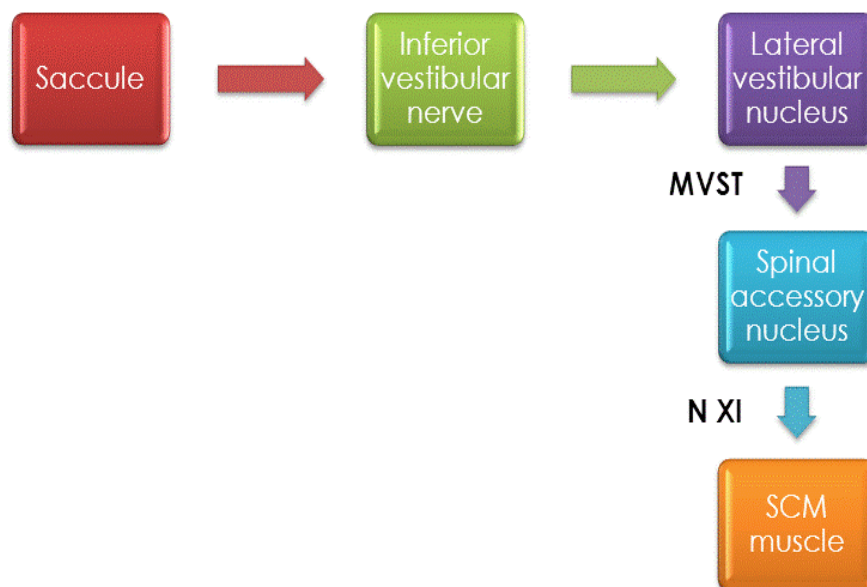 Saccule
Inferior
vestibular
nerve
Lateral
vestibular
nucleus
MVST
Spinal
accessory
nucleus
N XI
SCM
muscle